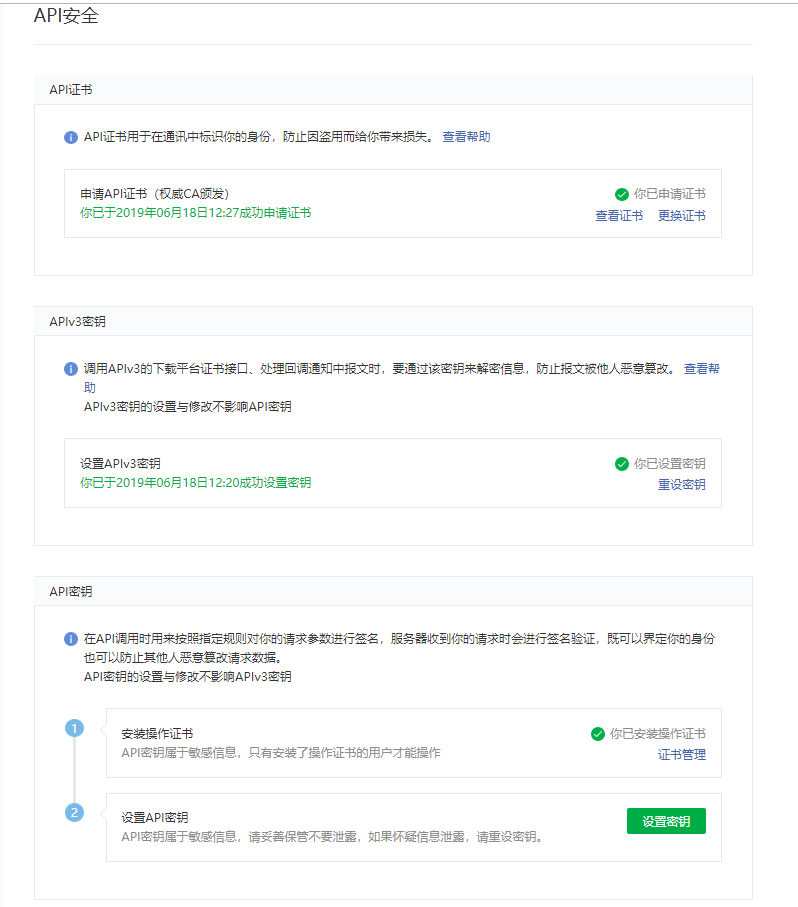 API安全
API证书
API证书用于在通讯中标识你的身份，防止因盗用而给你带来损失。 查看帮助
申请API证书（权威CA颁发）
你已申请证书
你已于2019年06月18日12:27成功申请证书
查看证书 更换证书
APIv3密钥
调用APIv3的下载平台证书接口、处理回调通知中报文时，要通过该密钥来解密信息，防止报文被他人恶意篡改。 查看帮
助
APIv3密钥的设置与修改不影响API密钥
设置APIv3密钥
你已设置密钥
你已于2019年06月18日12:20成功设置密钥
重设密钥
API密钥
在API调用时用来按照指定规则对你的请求参数进行签名，服务器收到你的请求时会进行签名验证，既可以界定你的身份
也可以防止其他人恶意篡改请求数据。
API密钥的设置与修改不影响APIv3密钥
1
安装操作证书
你已安装操作证书
API密钥属于敏感信息，只有安装了操作证书的用户才能操作
证书管理
2
设置API密钥
API密钥属于敏感信息，请妥善保管不要泄露，如果怀疑信息泄露，请重设密钥。
设置密钥